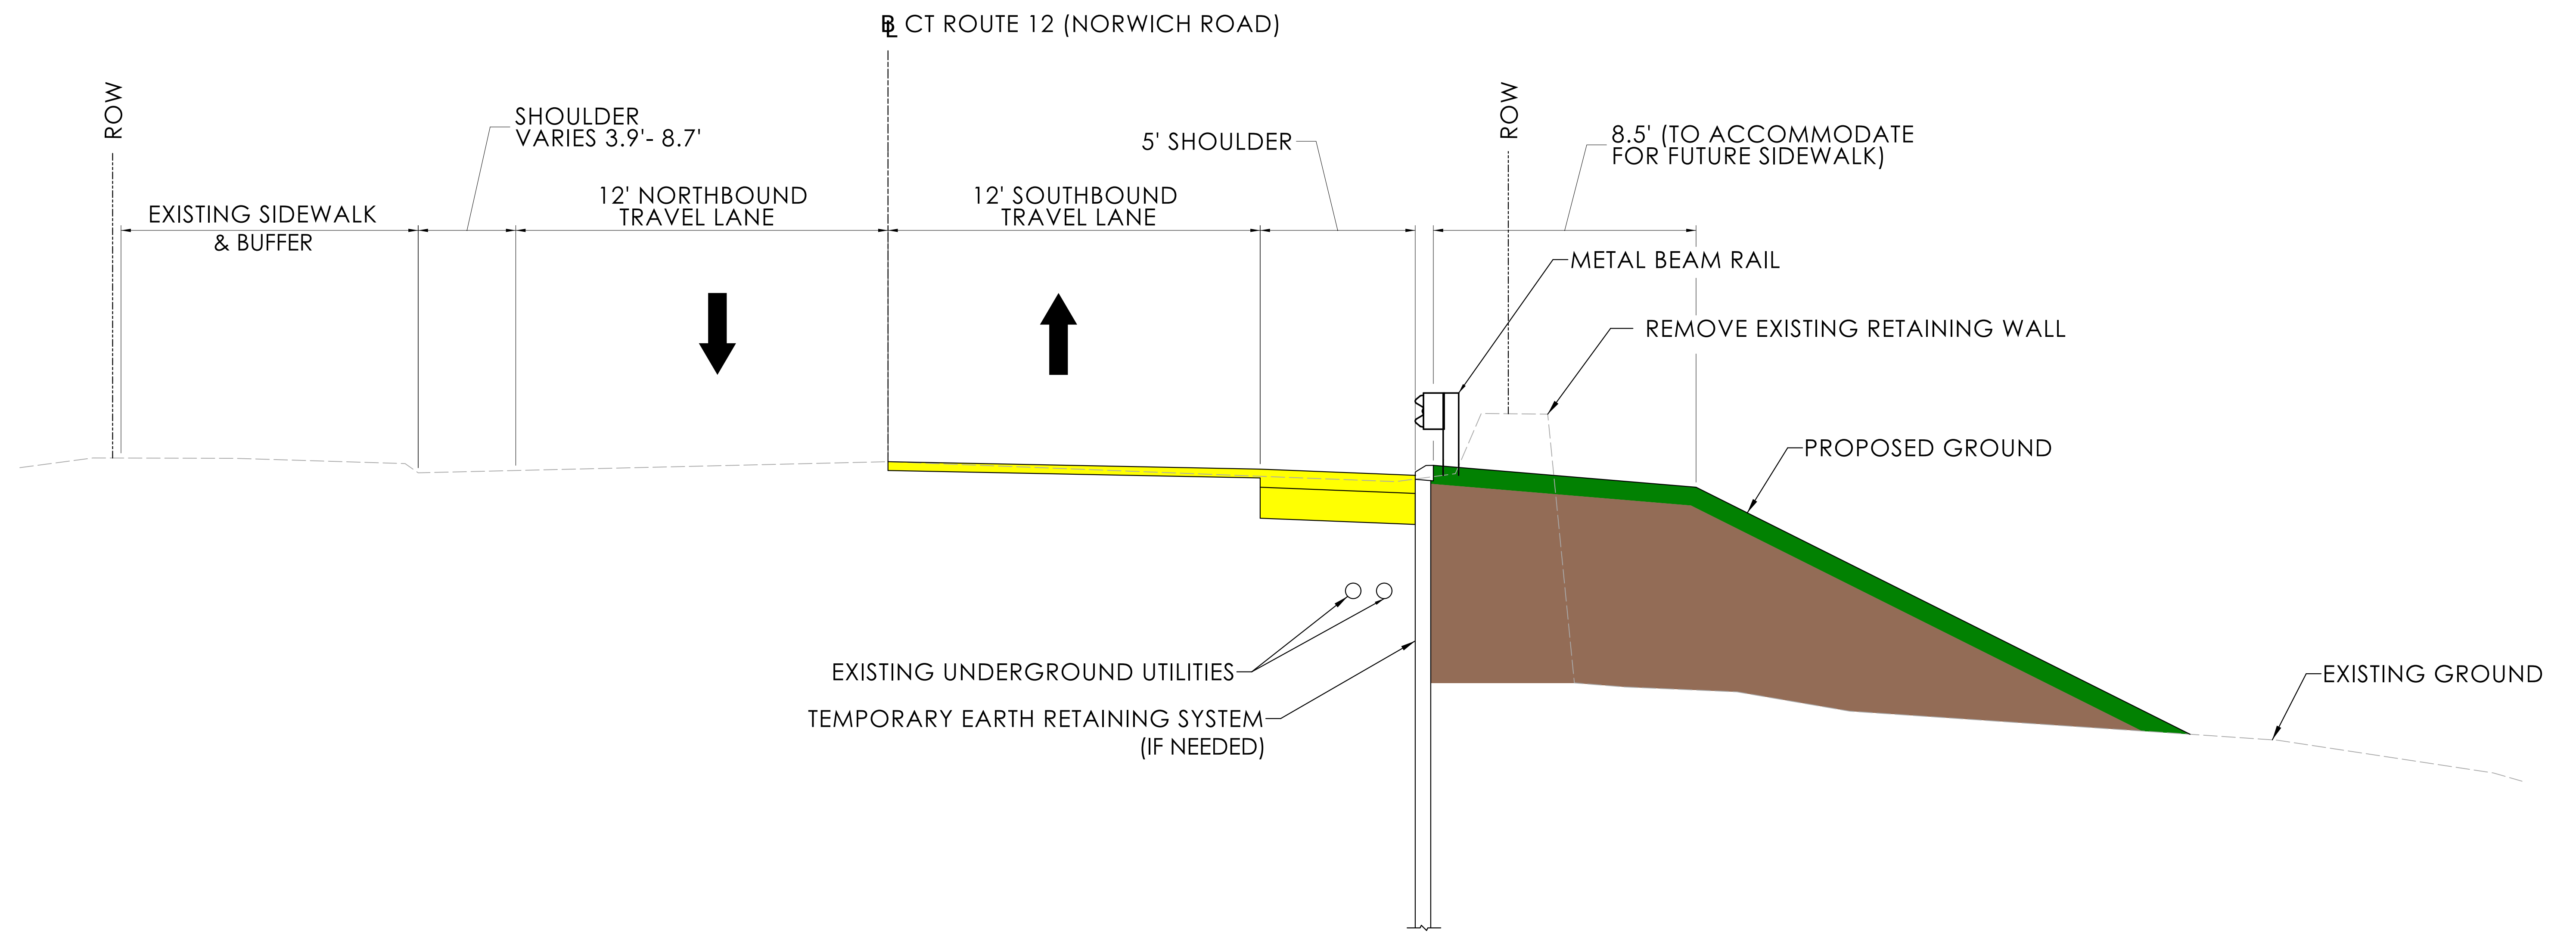 BL CT ROUTE 12 (NORWICH ROAD)
ROW
SHOULDER
VARIES 3.9'- 8.7'
5' SHOULDER
ROW
8.5' (TO ACCOMMODATE
FOR FUTURE SIDEWALK)
EXISTING SIDEWALK
& BUFFER
12' NORTHBOUND
TRAVEL LANE
12' SOUTHBOUND
TRAVEL LANE
METAL BEAM RAIL
REMOVE EXISTING RETAINING WALL
PROPOSED GROUND
EXISTING UNDERGROUND UTILITIES
EXISTING GROUND
TEMPORARY EARTH RETAINING SYSTEM
(IF NEEDED)